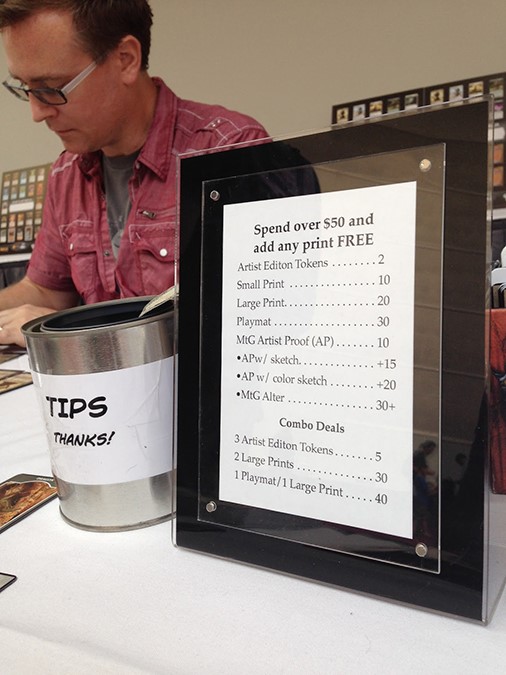 Spend over $50 and
add any print FREE
Artist Editon Tokens ........ 2
Small Print ................ 10
Large Print................. 20
Playmat .................... 30
MtG Artist Proof (AP)....... 10
•APw/ sketch............... +15
•AP w/ color sketch ....... +20
•MtG Alter ................ 30+
Combo Deals
3 Artist Editon Tokens...... 5
2 Large Prints ............. 30
1 Playmat/1 Large Print ..... 40
TIPS
THANKS!